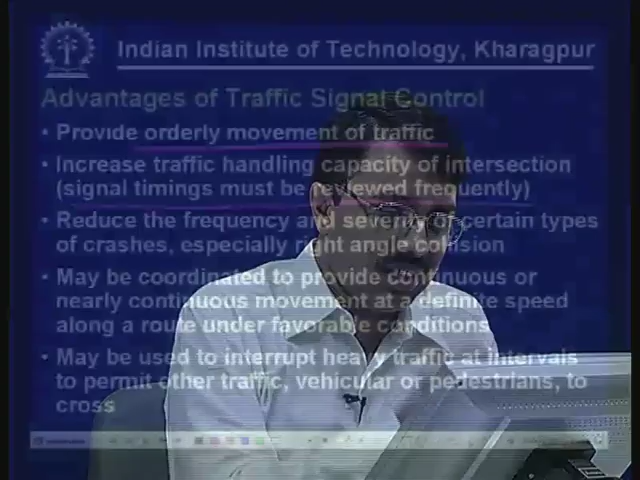 Indian Institute of Technology, Kharagpur
Advantages of Traffic Signal Control
• Provide orderly movement of traffic
• Increase traffic handling capacity of intersection
(signal timings must be reviewed frequently)
• Reduce the frequency and severity of certain types
of crashes, especially right angle collision
• May be coordinated to provide continuous or
nearly continuous movement at a definite speed
along a route under favorable conditions
• May be used to interrupt heavy traffic at intervals
to permit other traffic, vehicular or pedestrians, to
cross